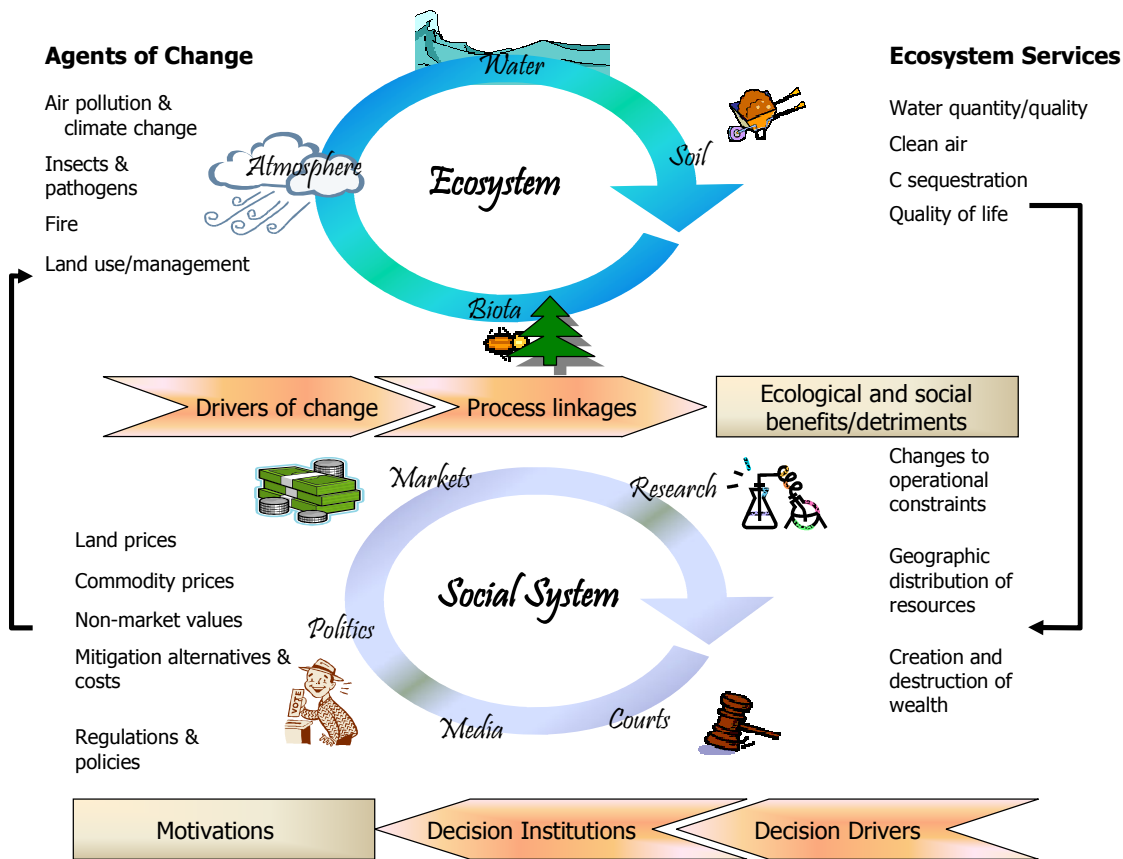 Agents of Change
Air pollution &
climate change
Insects &
pathogens
Fire
Land use/management
Water
Atmosphere
Soil
Ecosystem
Biota
Ecosystem Services
Water quantity/quality
Clean air
C sequestration
Quality of life
Drivers of change
Process linkages
Ecological and social
benefits/detriments
Land prices
Commodity prices
Non-market values
Mitigation alternatives &
costs
Regulations &
policies
Markets
Research
Social System
Politics
VOTE
Media
Courts
Changes to
operational
constraints
Geographic
distribution of
resources
Creation and
destruction of
wealth
Motivations
Decision Institutions
Decision Drivers